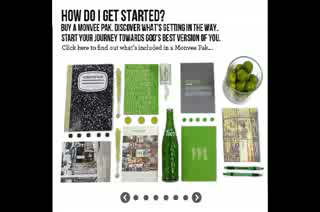 HOW DO I GET STARTED?
BUY A MONVEE PAK. DISCOVER WHAT'S GETTING IN THE WAY.
START YOUR JOURNEY TOWARDS GOD'S BEST VERSION OF YOU.
Click here to find out what's included in a Monvee Pak...